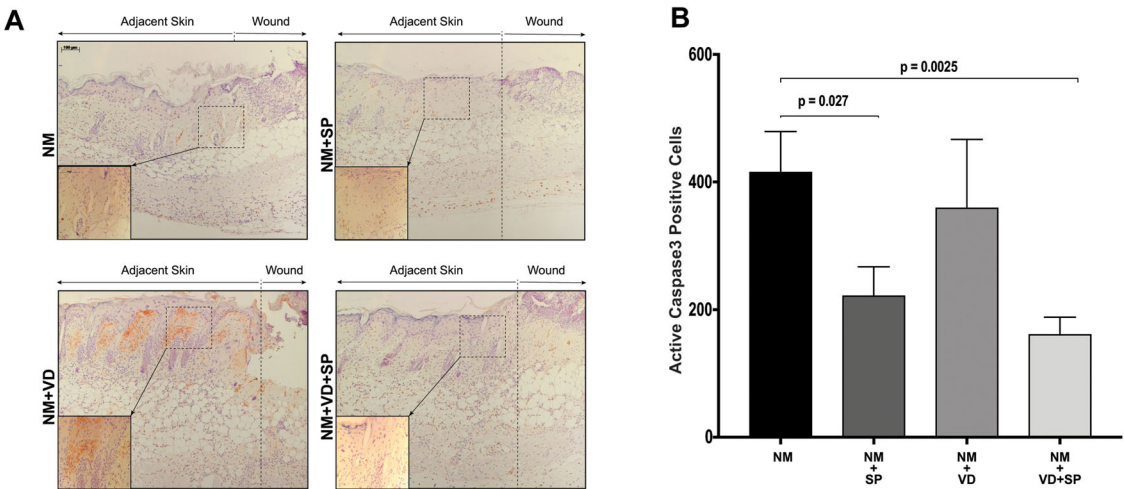 A
Adjacent Skin Wound
100 µm
NM
Adjacent Skin Wound
NM+SP
Adjacent Skin Wound
NM+VD
Adjacent Skin Wound
NM+VD+SP
B
Active Caspase3 Positive Cells
600
400
200
0
p = 0.0025
p = 0.027
NM
NM
+
SP
NM
+
VD
NM
+
VD+SP